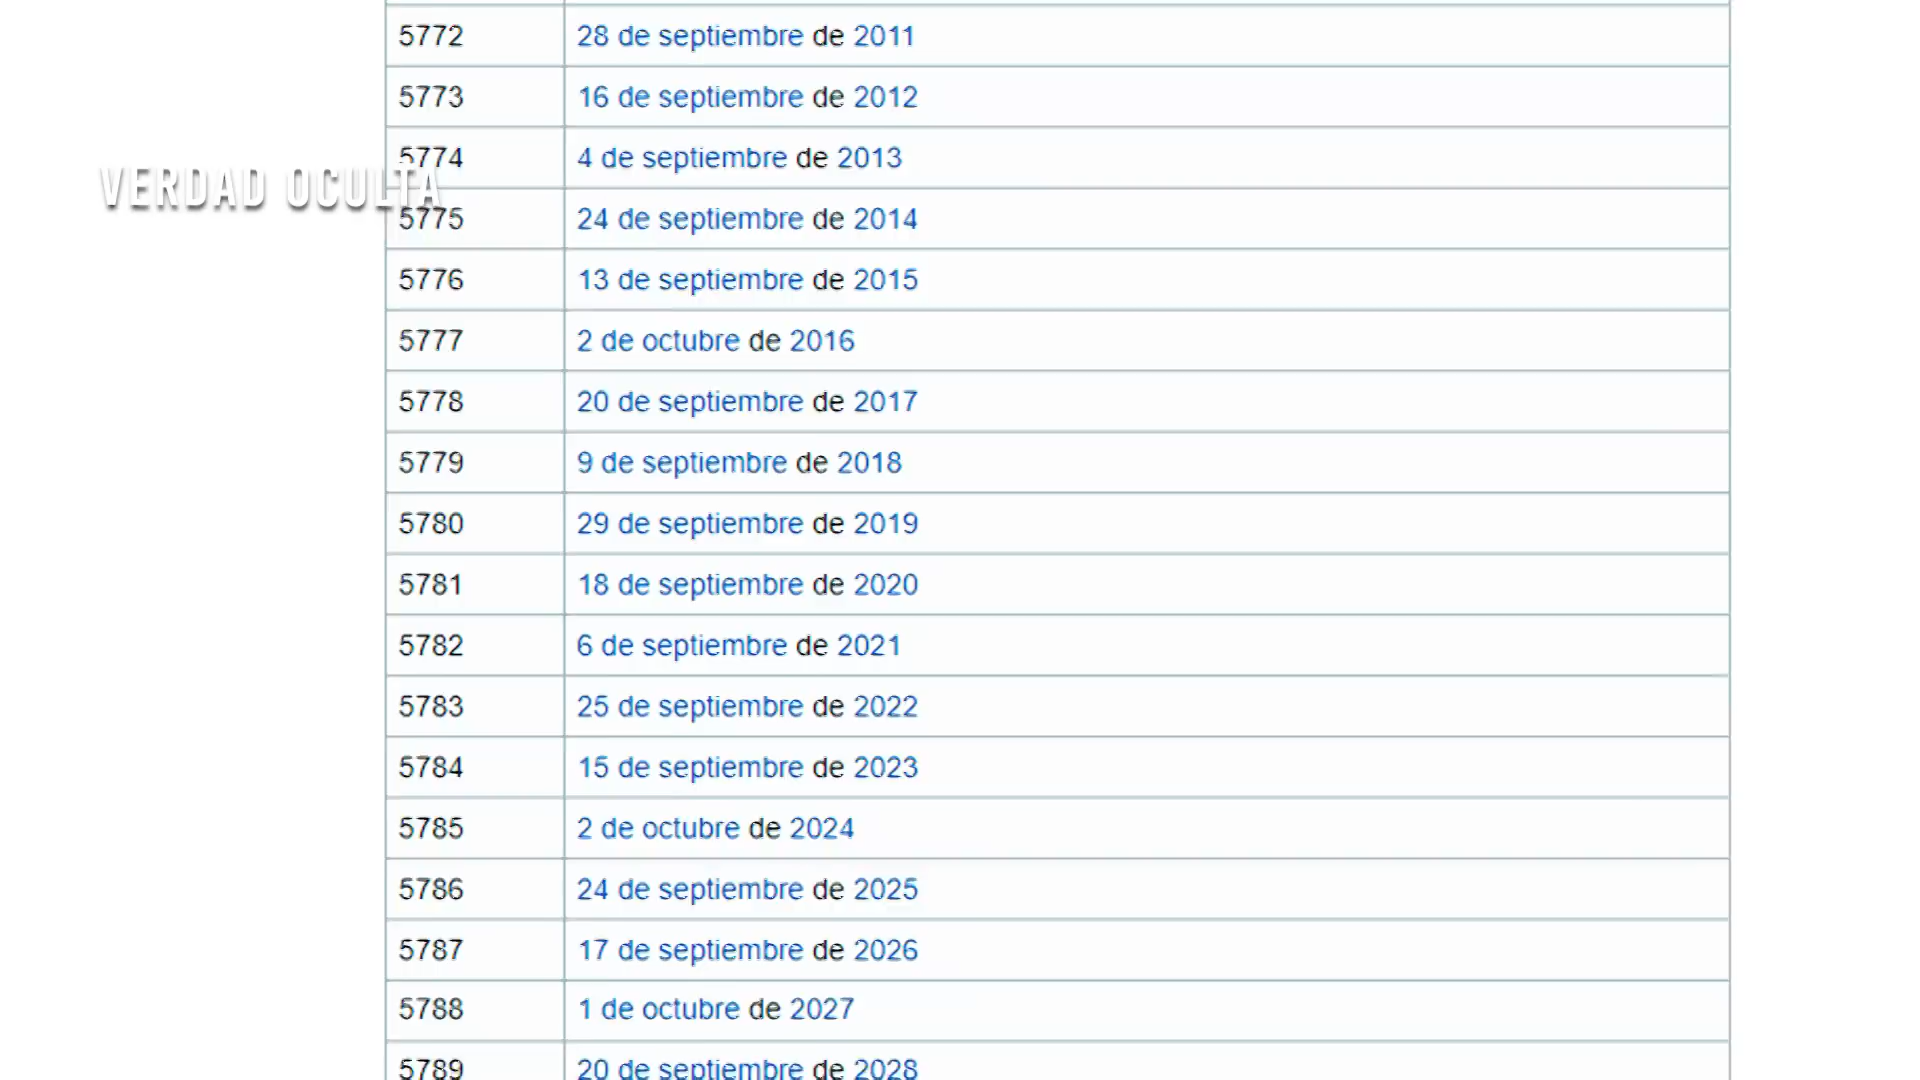 5772 28 de septiembre de 2011
5773 16 de septiembre de 2012
5774 4 de septiembre de 2013
VERDAD OCULTA
5775 24 de septiembre de 2014
5776 13 de septiembre de 2015
5777 2 de octubre de 2016
5778 20 de septiembre de 2017
5779 9 de septiembre de 2018
5780 29 de septiembre de 2019
5781 18 de septiembre de 2020
5782 6 de septiembre de 2021
5783 25 de septiembre de 2022
5784 15 de septiembre de 2023
5785 2 de octubre de 2024
5786 24 de septiembre de 2025
5787 17 de septiembre de 2026
5788 1 de octubre de 2027
5789 20 de septiembre de 2028